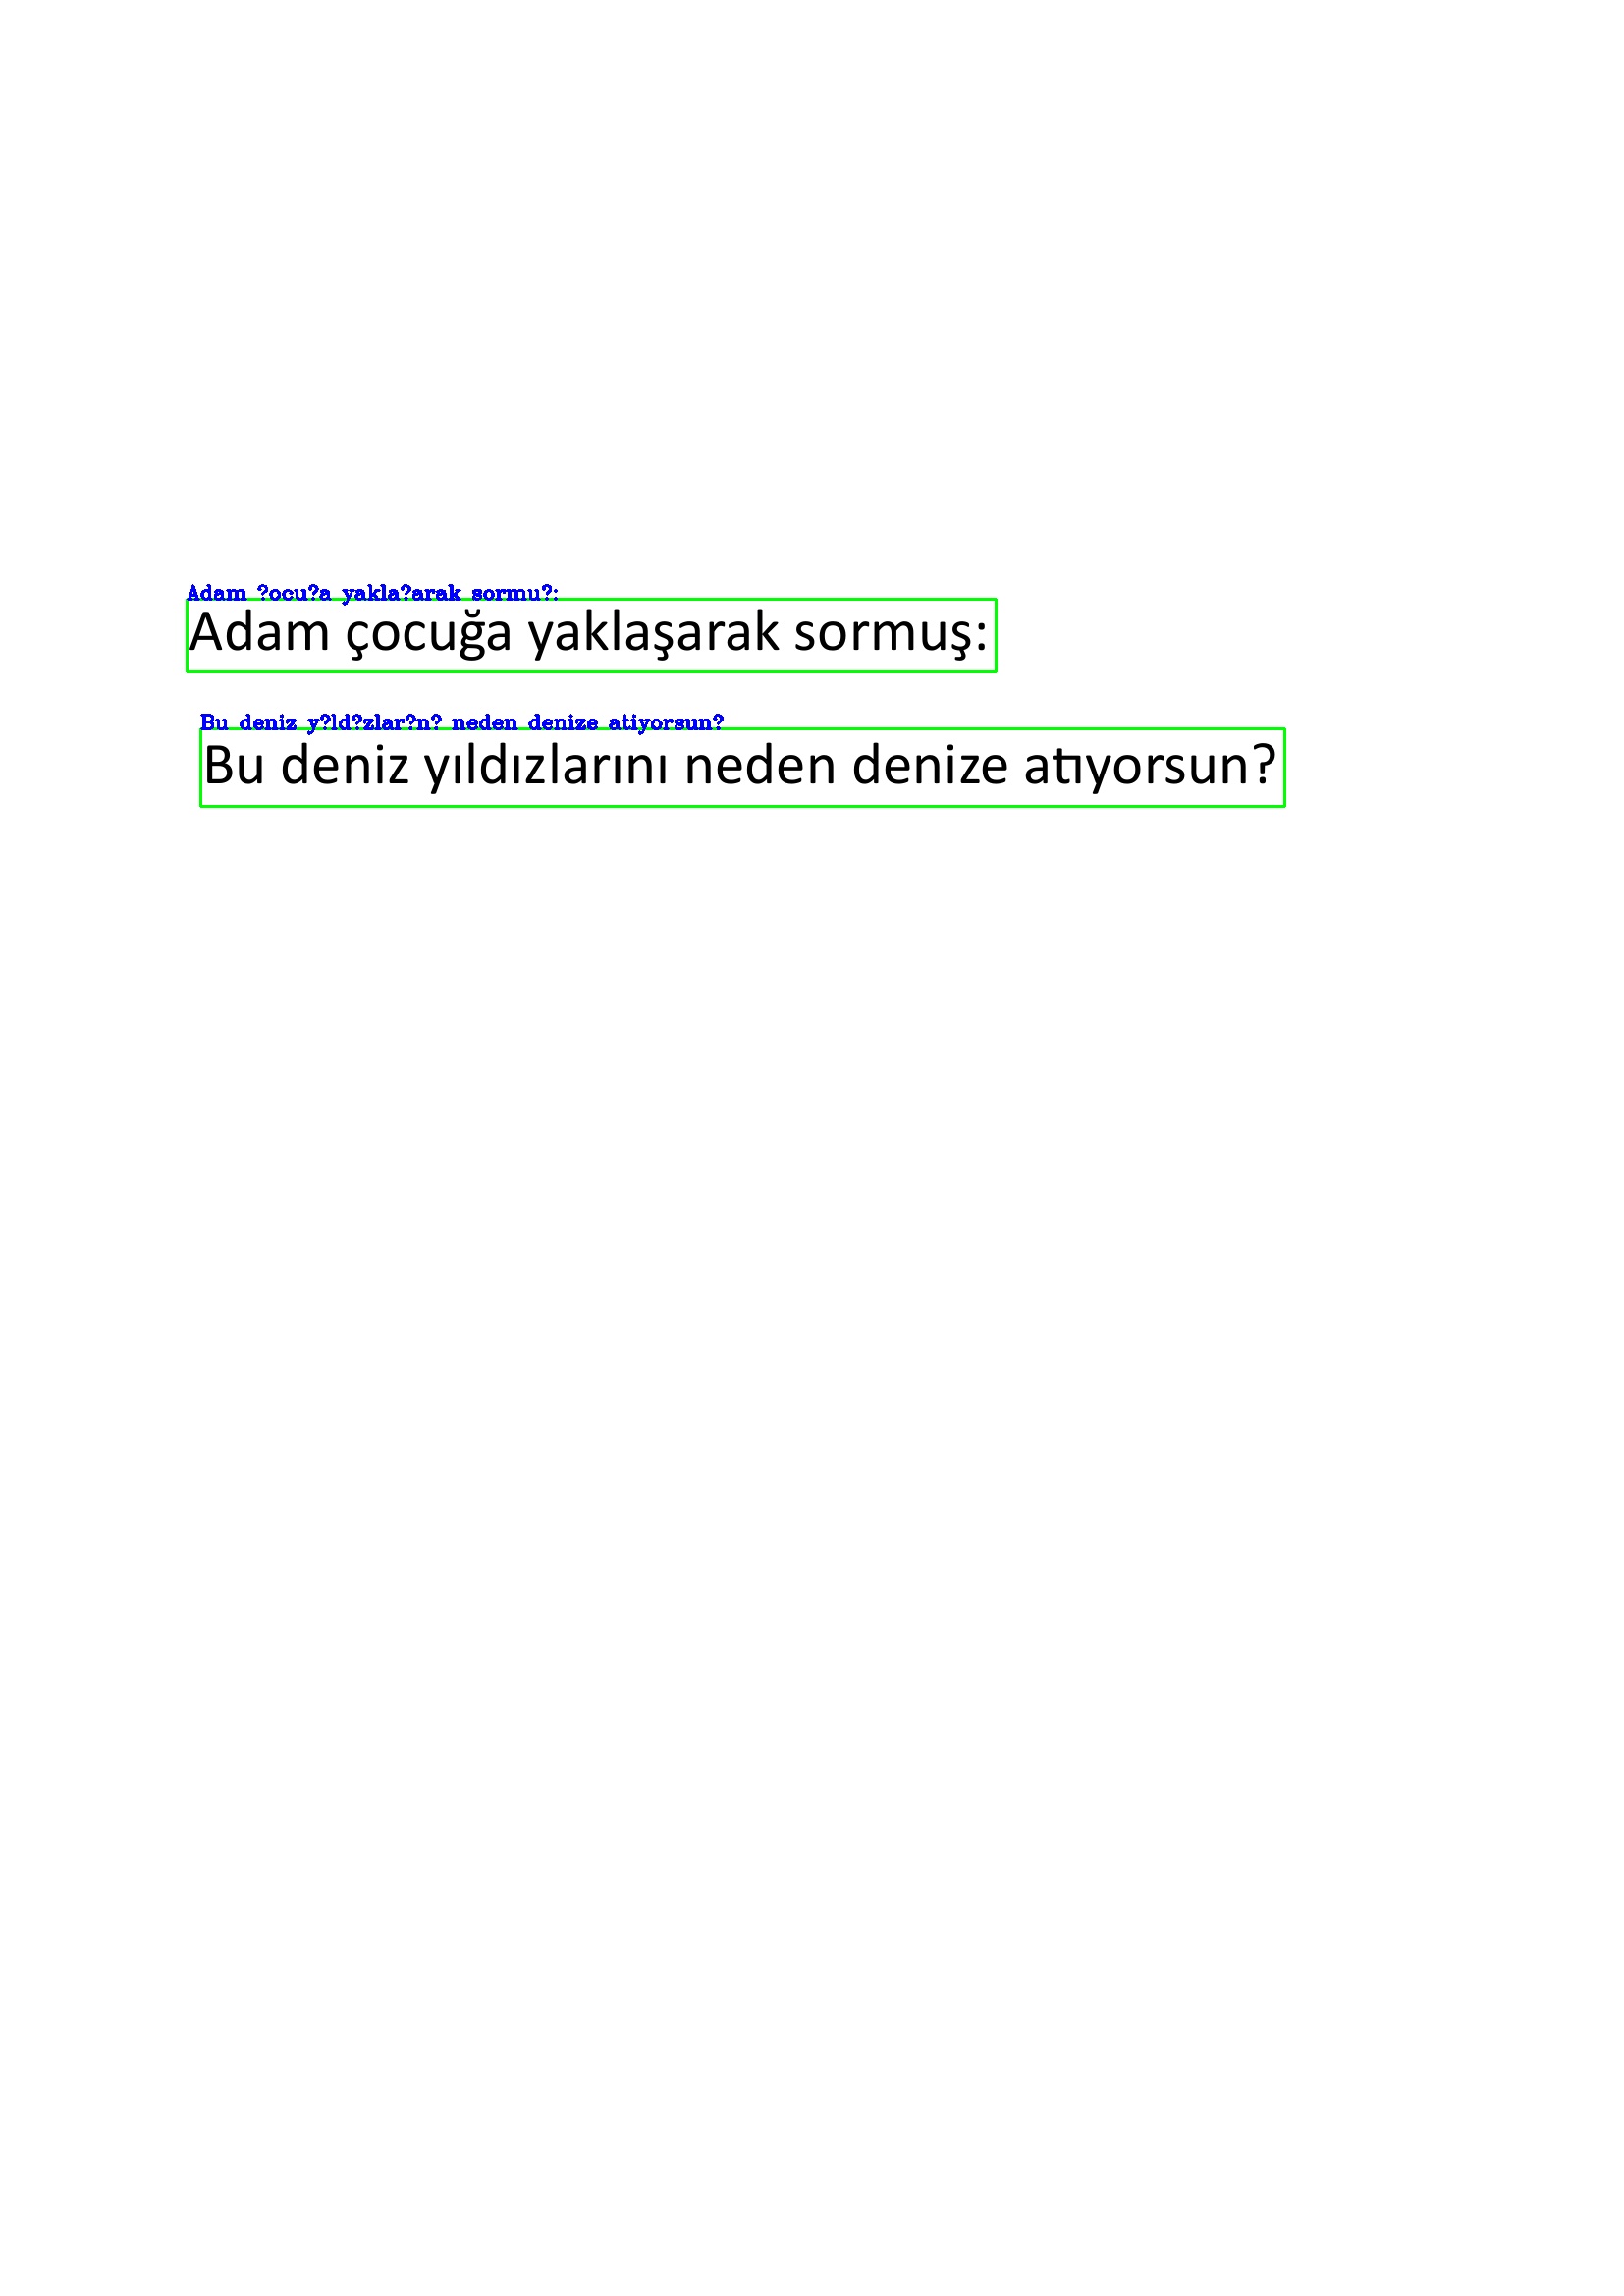 Adam ?ocu?a yakla?arak sormu?:
Adam çocuğa yaklaşarak sormuş:
Bu deniz y?ld?zlar?n? neden denize atiyorsun?
Bu deniz yıldızlarını neden denize atıyorsun?